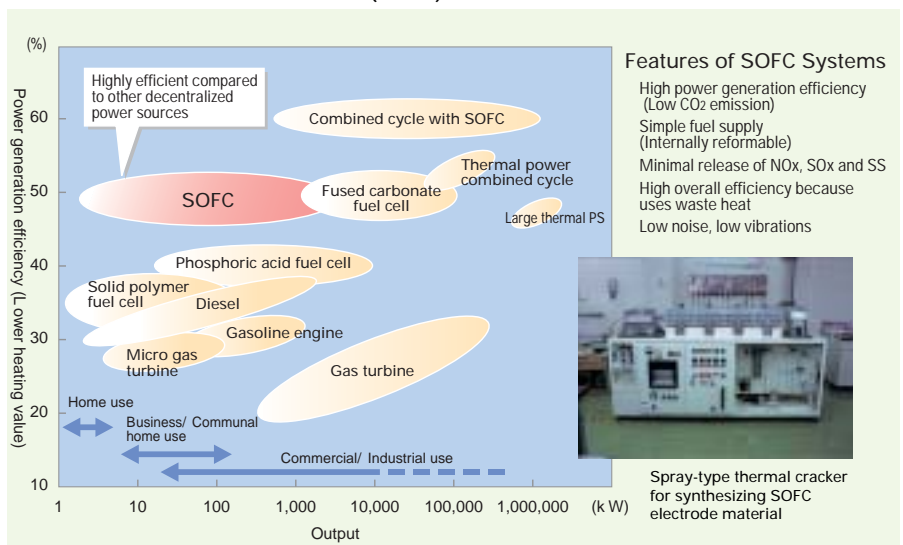 (%)
Power generation efficiency (L ower heating value)
60
50
40
30
20
10
Highly efficient compared
to other decentralized
power sources
Combined cycle with SOFC
Thermal power
combined cycle
SOFC
Fused carbonate
fuel cell
Large thermal PS
Phosphoric acid fuel cell
Solid polymer
fuel cell
Diesel
Gasoline engine
Micro gas
turbine
Gas turbine
Home use
Business/ Communal
home use
Commercial/ Industrial use
1
10
100
1,000
10,000
100,000
1,000,000
(k W)
Output
Features of SOFC Systems
High power generation efficiency
(Low CO2 emission)
Simple fuel supply
(Internally reformable)
Minimal release of NOx, SOx and SS
High overall efficiency because
uses waste heat
Low noise, low vibrations
Spray-type thermal cracker
for synthesizing SOFC
electrode material